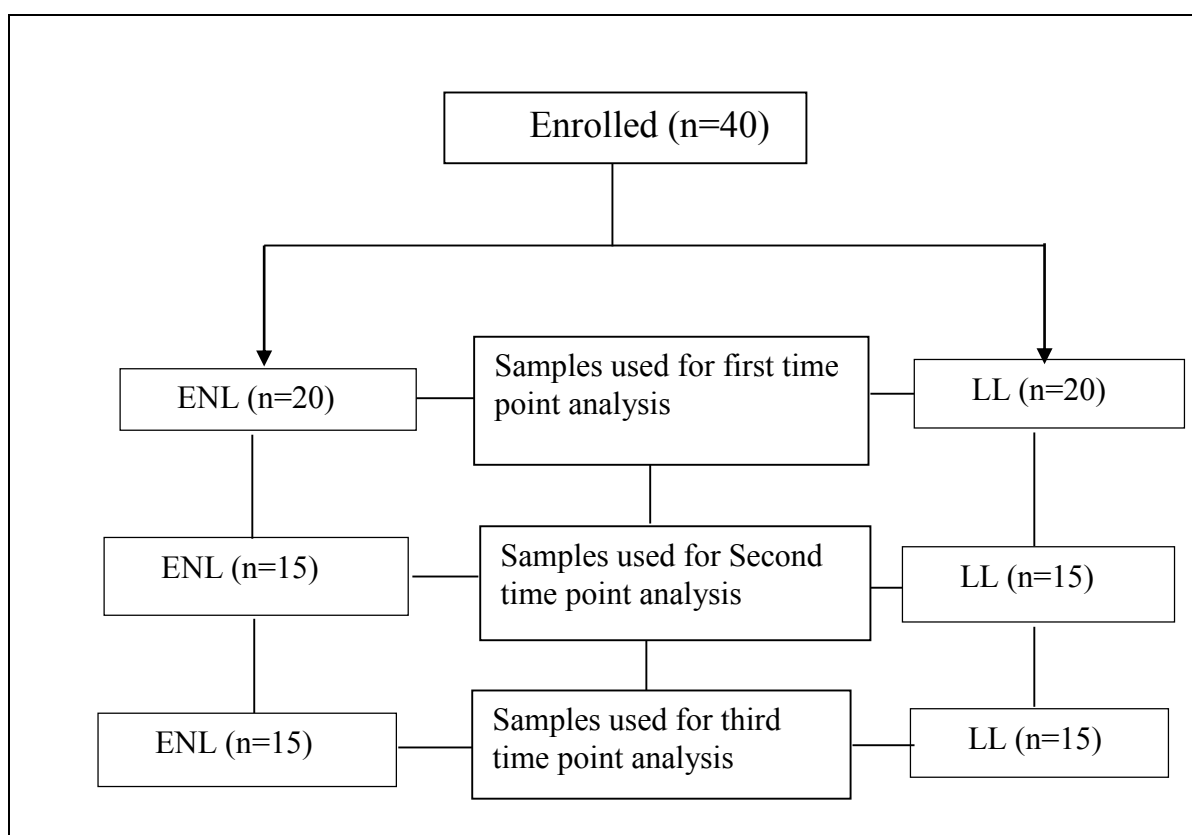 Enrolled (n=40)
ENL (n=20)
Samples used for first time
point analysis
LL (n=20)
ENL (n=15)
Samples used for Second
time point analysis
LL (n=15)
ENL (n=15)
Samples used for third
time point analysis
LL (n=15)